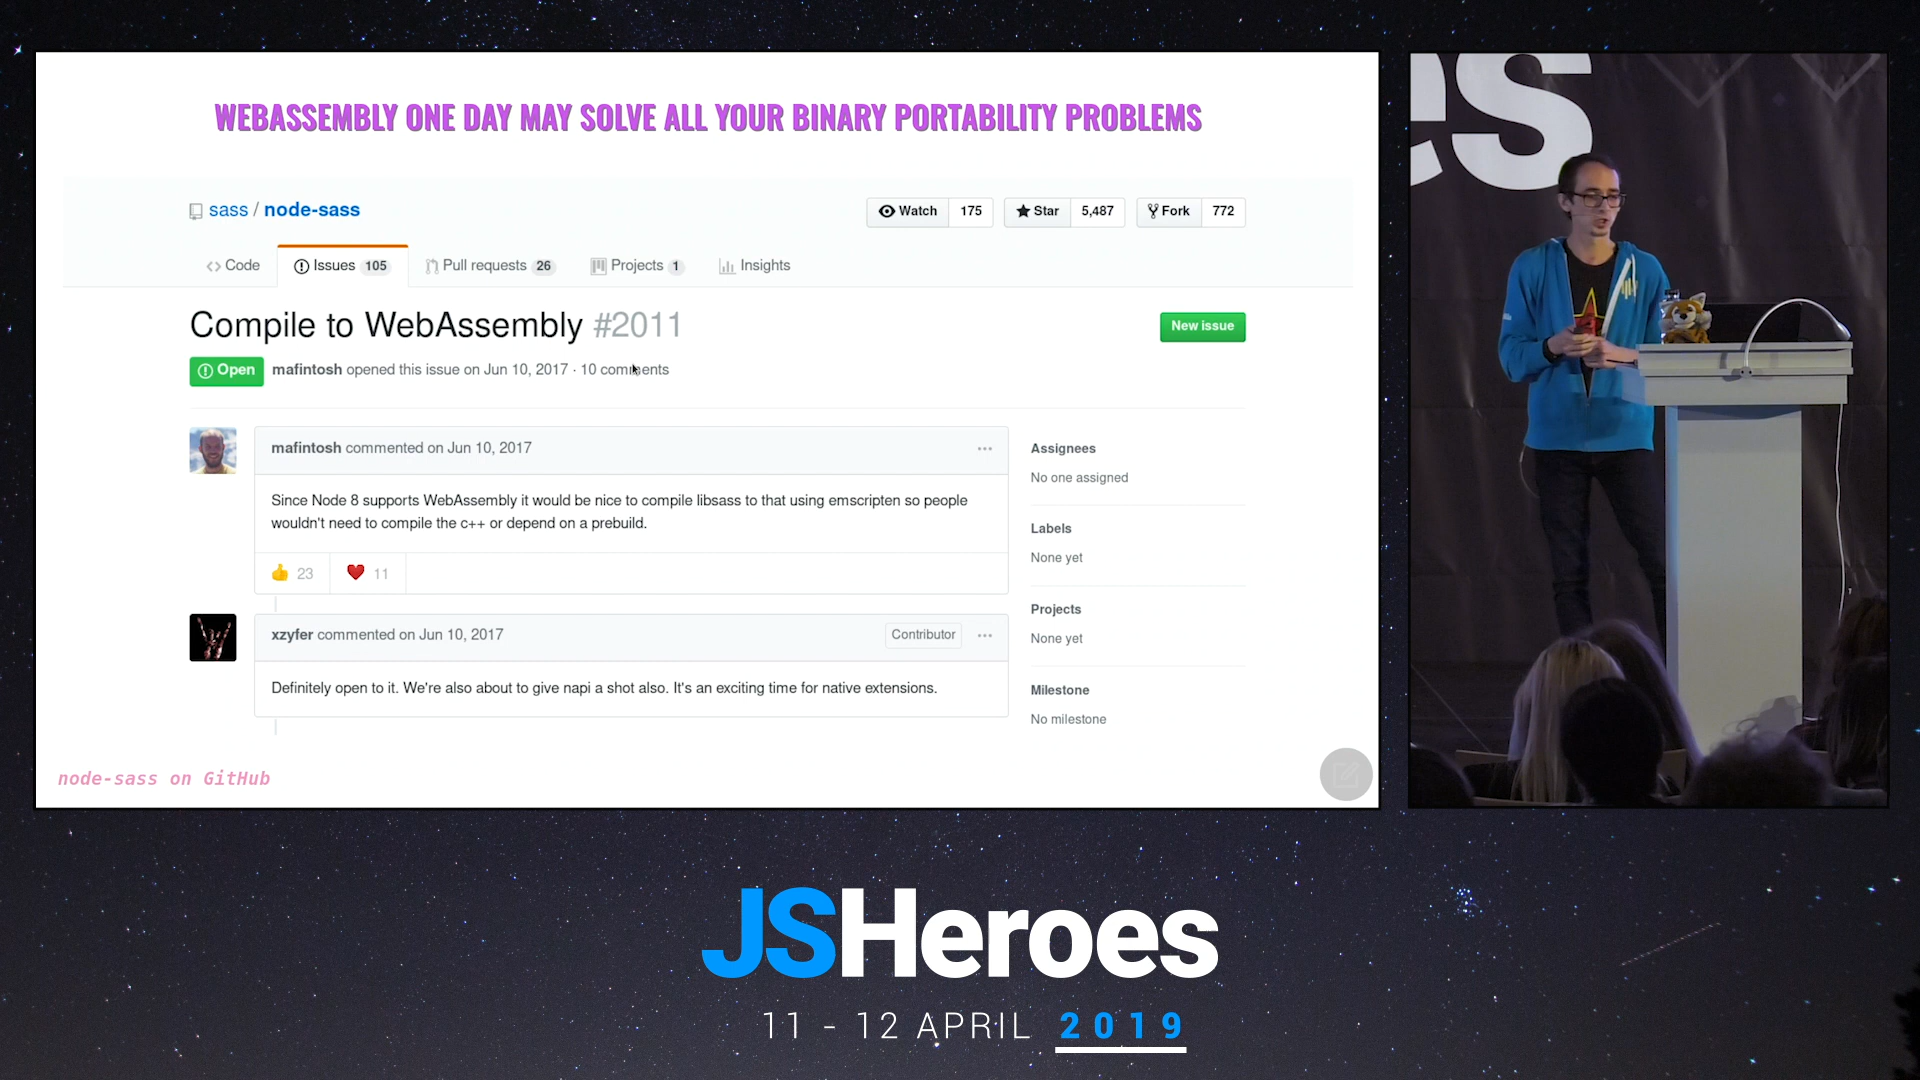 WEBASSEMBLY ONE DAY MAY SOLVE ALL YOUR BINARY PORTABILITY PROBLEMS
sass / node-sass
Watch 175 Star 5,487 Fork 772
Code Issues 105 Pull requests 26 Projects 1 Insights
Compile to WebAssembly #2011
New issue
Open mafintosh opened this issue on Jun 10, 2017 · 10 comments
mafintosh commented on Jun 10, 2017
Since Node 8 supports WebAssembly it would be nice to compile libsass to that using emscripten so people
wouldn't need to compile the c++ or depend on a prebuild.
👍 23 ❤️ 11
xzyfer commented on Jun 10, 2017 Contributor
Definitely open to it. We're also about to give napi a shot also. It's an exciting time for native extensions.
Assignees
No one assigned
Labels
None yet
Projects
None yet
Milestone
No milestone
node-sass on GitHub
es
JSHeroes
11 - 12 APRIL 2019